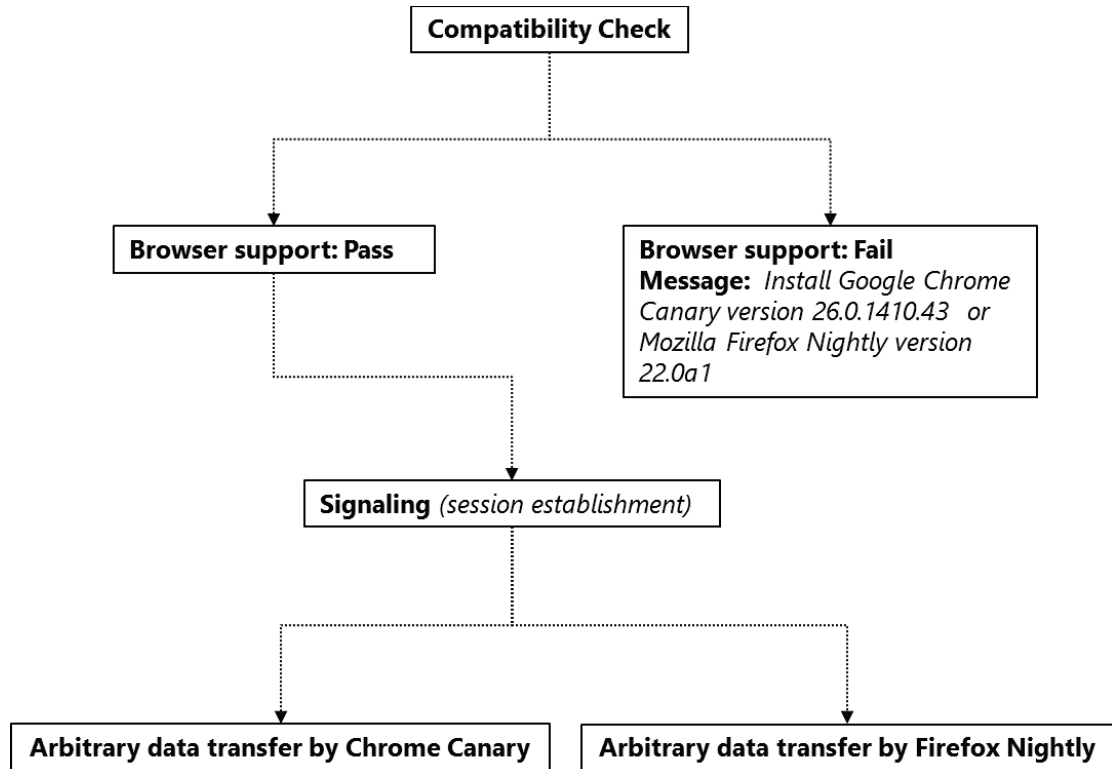 Compatibility Check
Browser support: Pass
Browser support: Fail
Message: Install Google Chrome
Canary version 26.0.1410.43 or
Mozilla Firefox Nightly version
22.0a1
Signaling (session establishment)
Arbitrary data transfer by Chrome Canary
Arbitrary data transfer by Firefox Nightly